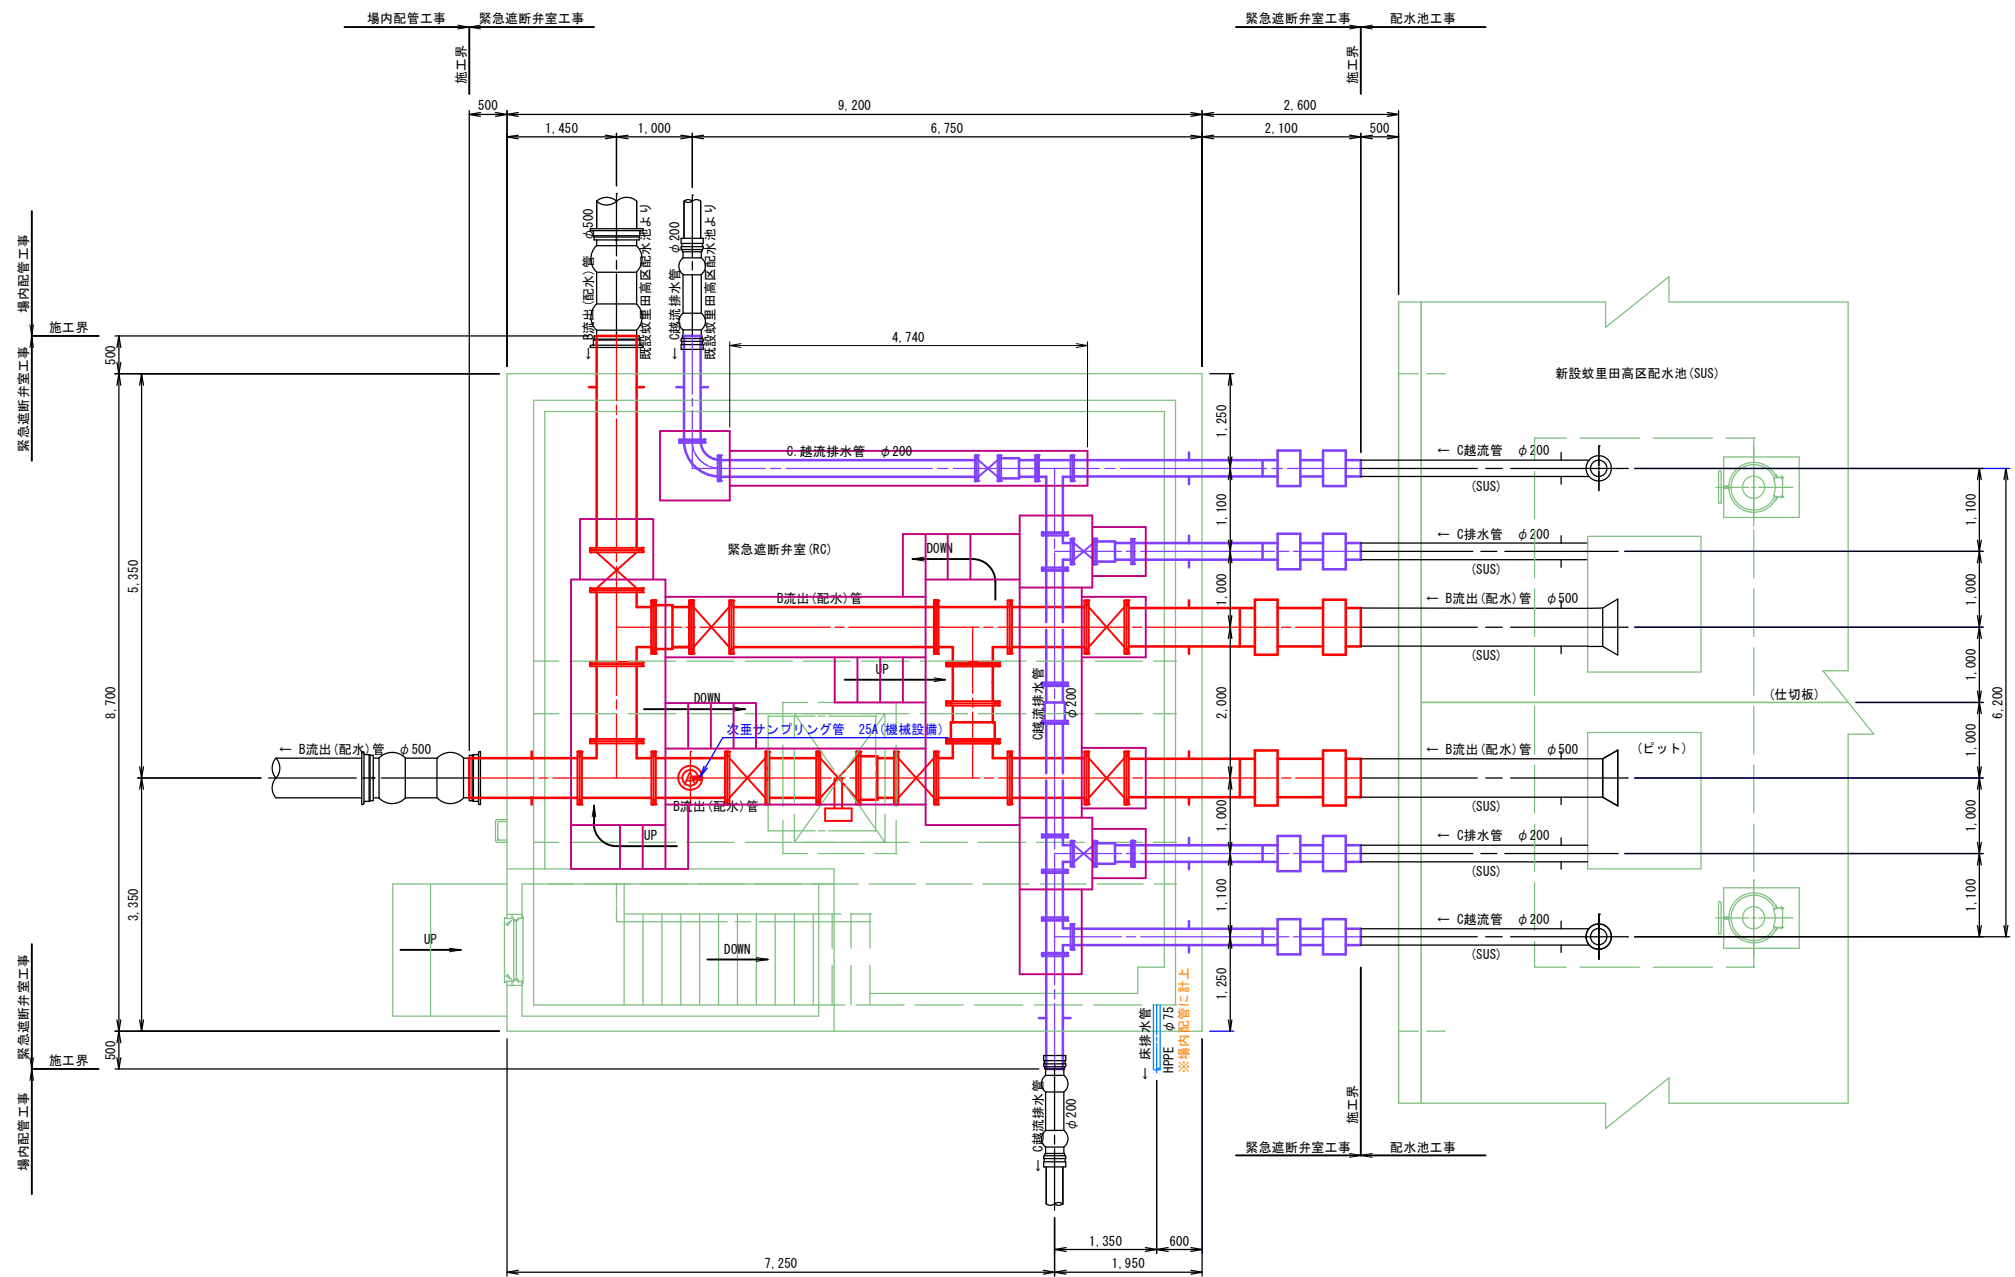 場内配管工事
緊急遮断弁室工事
施工界
緊急遮断弁室工事
配水池工事
施工界
500
9,200
2,600
1,450
1,000
6,750
2,100
500
場内配管工事
施工界
緊急遮断弁室工事
500
8,700
5,350
3,350
←B流出(配水)管 φ500
既設蚊里田高区配水池より
←C越流排水管 φ200
既設蚊里田高区配水池より
4,740
1,250
新設蚊里田高区配水池(SUS)
C.越流排水管 φ200
← C越流管 φ200
(SUS)
1,100
1,100
緊急遮断弁室(RC)
DOWN
← C排水管 φ200
(SUS)
1,000
1,000
B流出(配水)管
← B流出(配水)管 φ500
(SUS)
UP
C越流排水管
φ200
2,000
1,000
6,200
DOWN
(仕切板)
次亜サンプリング管 25A(機械設備)
← B流出(配水)管 φ500
← B流出(配水)管 φ500
(ピット)
(SUS)
1,000
B流出(配水)管
UP
1,000
1,000
← C排水管 φ200
(SUS)
1,100
1,100
← C越流管 φ200
(SUS)
UP
DOWN
1,250
← 床排水管
HPPE φ75
※場内配管に計上
緊急遮断弁室工事
施工界
場内配管工事
500
←C越流排水管
φ200
施工界
緊急遮断弁室工事
配水池工事
1,350
600
7,250
1,950